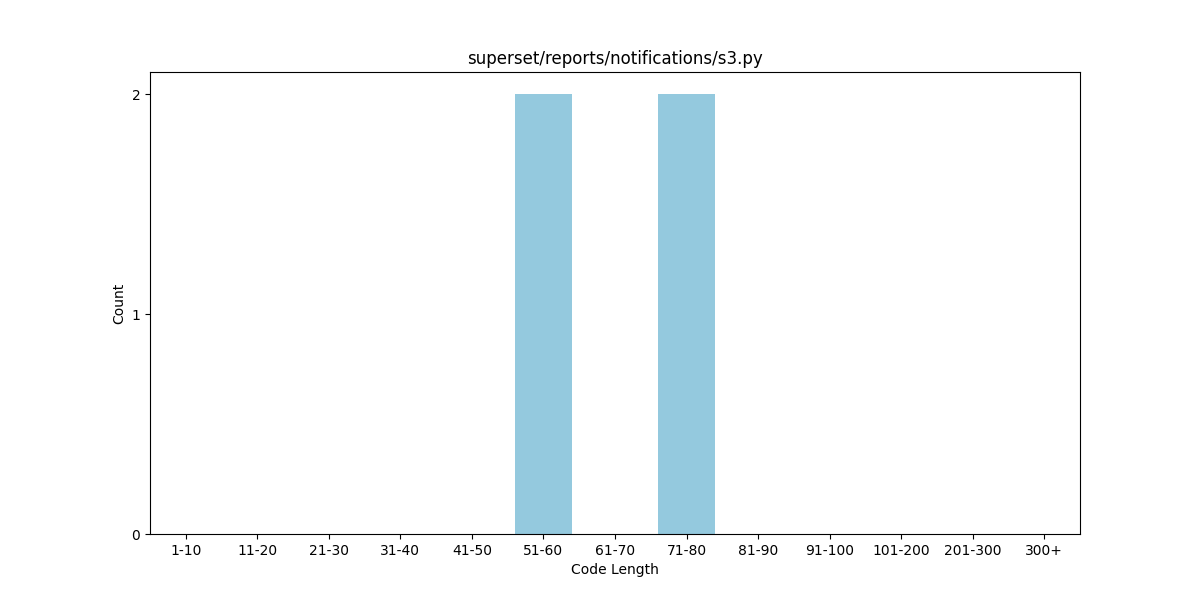 superset/reports/notifications/s3.py
2
1
0
Count
1-10 11-20 21-30 31-40 41-50 51-60 61-70 71-80 81-90 91-100 101-200 201-300 300+
Code Length